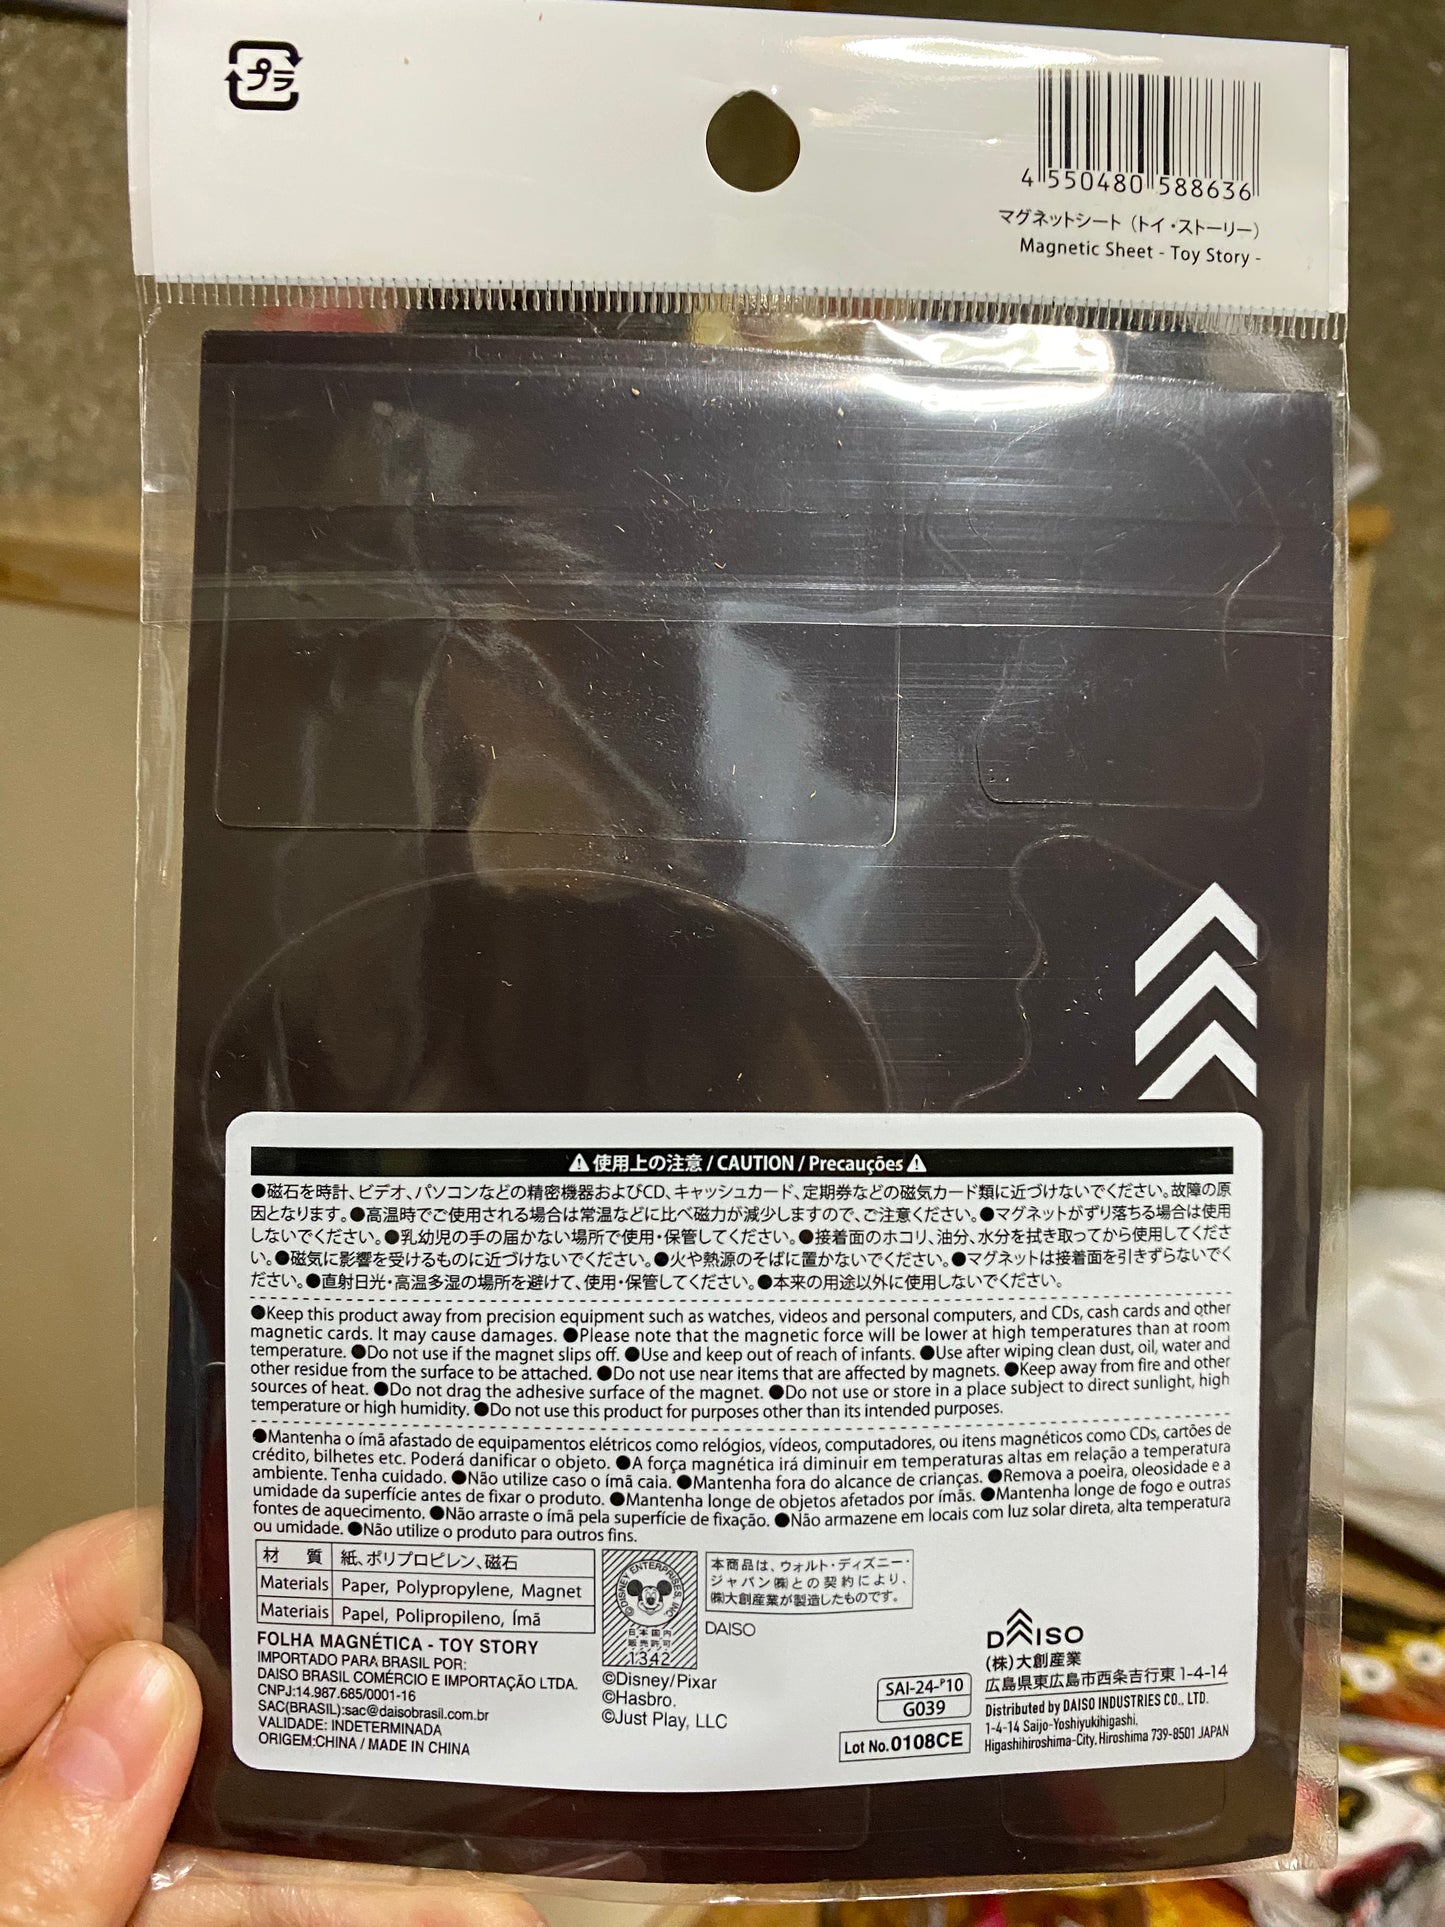 プラ
4 550480 588636
マグネットシート（トイ・ストーリー）
Magnetic Sheet - Toy Story -
使用上の注意 / CAUTION / Precauções
●磁石を時計、ビデオ、パソコンなどの精密機器およびCD、キャッシュカード、定期券などの磁気カード類に近づけないでください。故障の原
因となります。●高温時でご使用される場合は常温などに比べ磁力が減少しますので、ご注意ください。●マグネットがずり落ちる場合は使用
しないでください。●乳幼児の手の届かない場所で使用・保管してください。●接着面のホコリ、油分、水分を拭き取ってから使用してくださ
い。●磁気に影響を受けるものに近づけないでください。●火や熱源のそばに置かないでください。●マグネットは接着面を引きずらないでく
ださい。●直射日光・高温多湿の場所を避けて、使用・保管してください。●本来の用途以外に使用しないでください。
●Keep this product away from precision equipment such as watches, videos and personal computers, and CDs, cash cards and other
magnetic cards. It may cause damages. ●Please note that the magnetic force will be lower at high temperatures than at room
temperature. ●Do not use if the magnet slips off. ●Use and keep out of reach of infants. ●Use after wiping clean dust, oil, water and
other residue from the surface to be attached. ●Do not use near items that are affected by magnets. ●Keep away from fire and other
sources of heat. ●Do not drag the adhesive surface of the magnet. ●Do not use or store in a place subject to direct sunlight, high
temperature or high humidity. ●Do not use this product for purposes other than its intended purposes.
●Mantenha o ímã afastado de equipamentos elétricos como relógios, vídeos, computadores, ou itens magnéticos como CDs, cartões de
crédito, bilhetes etc. Poderá danificar o objeto. ●A força magnética irá diminuir em temperaturas altas em relação a temperatura
ambiente. Tenha cuidado. ●Não utilize caso o ímã caia. ●Mantenha fora do alcance de crianças. ●Remova a poeira, oleosidade e a
umidade da superfície antes de fixar o produto. ●Mantenha longe de objetos afetados por ímãs. ●Mantenha longe de fogo e outras
fontes de aquecimento. ●Não arraste o ímã pela superfície de fixação. ●Não armazene em locais com luz solar direta, alta temperatura
ou umidade. ●Não utilize o produto para outros fins.
材 質 紙、ポリプロピレン、磁石
Materials Paper, Polypropylene, Magnet
Materiais Papel, Polipropileno, Ímã
FOLHA MAGNÉTICA - TOY STORY
IMPORTADO PARA BRASIL POR:
DAISO BRASIL COMÉRCIO E IMPORTAÇÃO LTDA.
CNPJ:14.987.685/0001-16
SAC(BRASIL):sac@daisobrasil.com.br
VALIDADE: INDETERMINADA
ORIGEM:CHINA / MADE IN CHINA
©DISNEY ENTERPRISES, INC.
日本国内
販売許可
1342
©Disney/Pixar
©Hasbro.
©Just Play, LLC
本商品は、ウォルト・ディズニー・
ジャパン㈱との契約により、
㈱大創産業が製造したものです。
DAISO
SAI-24-P10
G039
Lot No.0108CE
DAISO
(株)大創産業
広島県東広島市西条吉行東 1-4-14
Distributed by DAISO INDUSTRIES CO., LTD.
1-4-14 Saijo-Yoshiyukihigashi,
Higashihiroshima-City, Hiroshima 739-8501 JAPAN